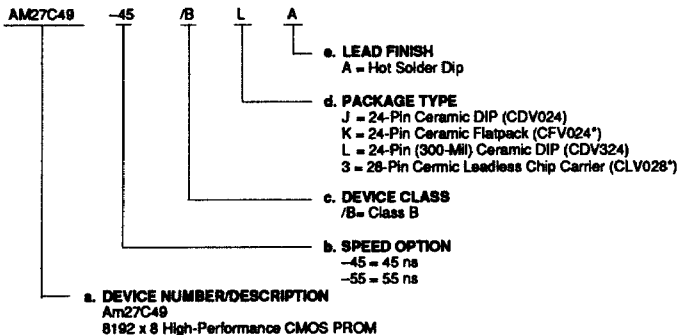 AM27C49 –45 /B L A
e. LEAD FINISH
A = Hot Solder Dip
d. PACKAGE TYPE
J = 24-Pin Ceramic DIP (CDV024)
K = 24-Pin Ceramic Flatpack (CFV024*)
L = 24-Pin (300-Mil) Ceramic DIP (CDV324)
3 = 28-Pin Cermic Leadless Chip Carrier (CLV028*)
c. DEVICE CLASS
/B= Class B
b. SPEED OPTION
–45 = 45 ns
–55 = 55 ns
a. DEVICE NUMBER/DESCRIPTION
Am27C49
8192 x 8 High-Performance CMOS PROM